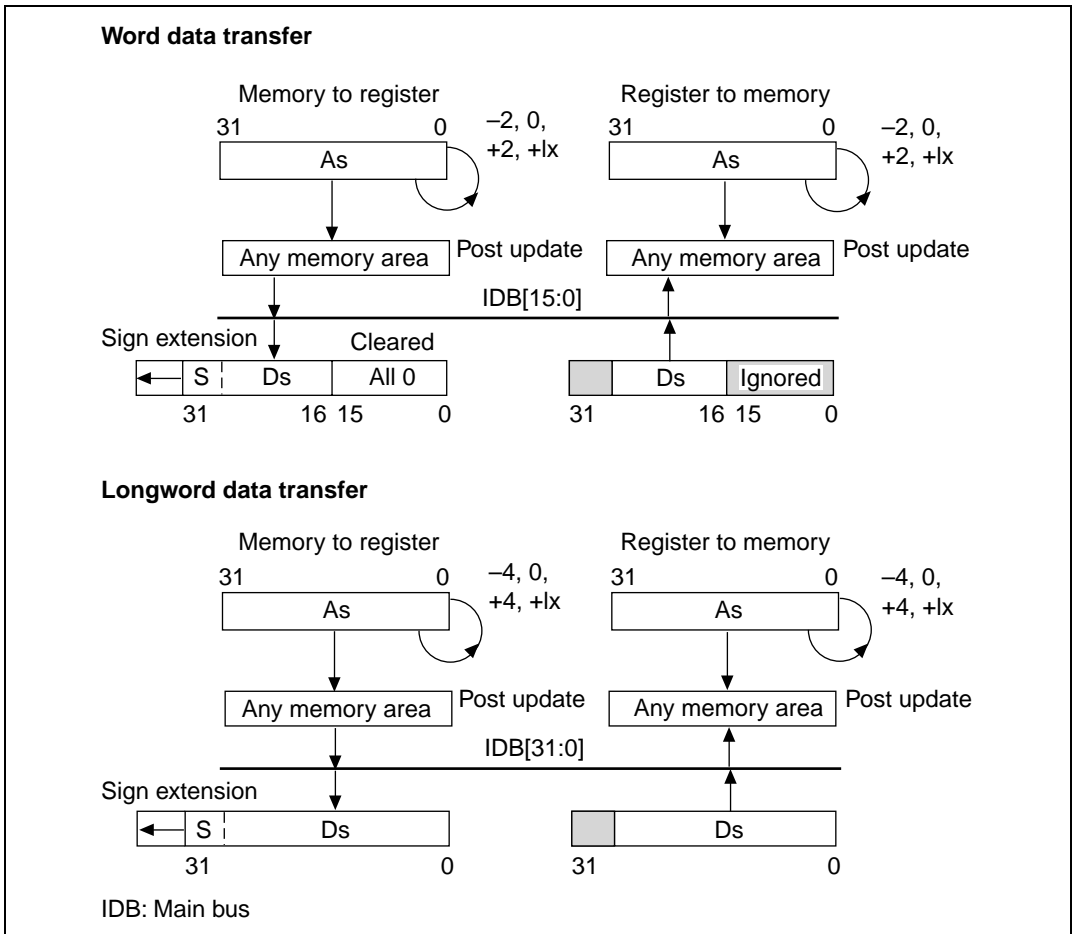 Word data transfer
Memory to register
31 0 –2, 0,
+2, +Ix
As
Any memory area Post update
Register to memory
31 0 –2, 0,
+2, +Ix
As
Any memory area Post update
IDB[15:0]
Sign extension Cleared
S Ds All 0
31 16 15 0
Ds Ignored
31 16 15 0
Longword data transfer
Memory to register
31 0 –4, 0,
+4, +Ix
As
Any memory area Post update
Register to memory
31 0 –4, 0,
+4, +Ix
As
Any memory area Post update
IDB[31:0]
Sign extension
S Ds
31 0
Ds
31 0
IDB: Main bus